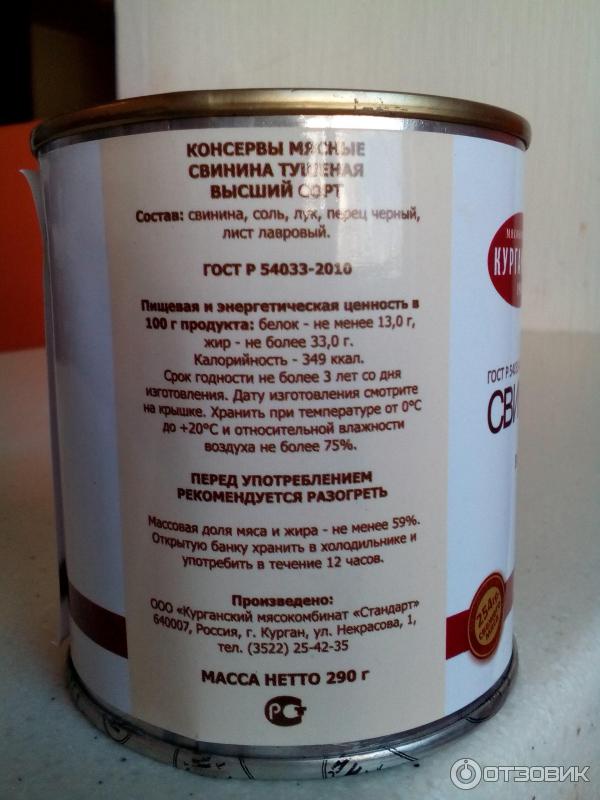 КОНСЕРВЫ МЯСНЫЕ
СВИНИНА ТУШЕНАЯ
ВЫСШИЙ СОРТ
Состав: свинина, соль, лук, перец черный,
лист лавровый.
ГОСТ Р 54033-2010
Пищевая и энергетическая ценность в
100 г продукта: белок - не менее 13,0 г,
жир - не более 33,0 г.
Калорийность - 349 ккал.
Срок годности не более 3 лет со дня
изготовления. Дату изготовления смотрите
на крышке. Хранить при температуре от 0°С
до +20°С и относительной влажности
воздуха не более 75%.
ПЕРЕД УПОТРЕБЛЕНИЕМ
РЕКОМЕНДУЕТСЯ РАЗОГРЕТЬ
Массовая доля мяса и жира - не менее 59%.
Открытую банку хранить в холодильнике и
употребить в течение 12 часов.
Произведено:
ООО «Курганский мясокомбинат «Стандарт»
640007, Россия, г. Курган, ул. Некрасова, 1,
тел. (3522) 25-42-35
МАССА НЕТТО 290 г
РСТ
КУРГА
ГОСТ Р 5403
СВИ
ОТЗОВИК